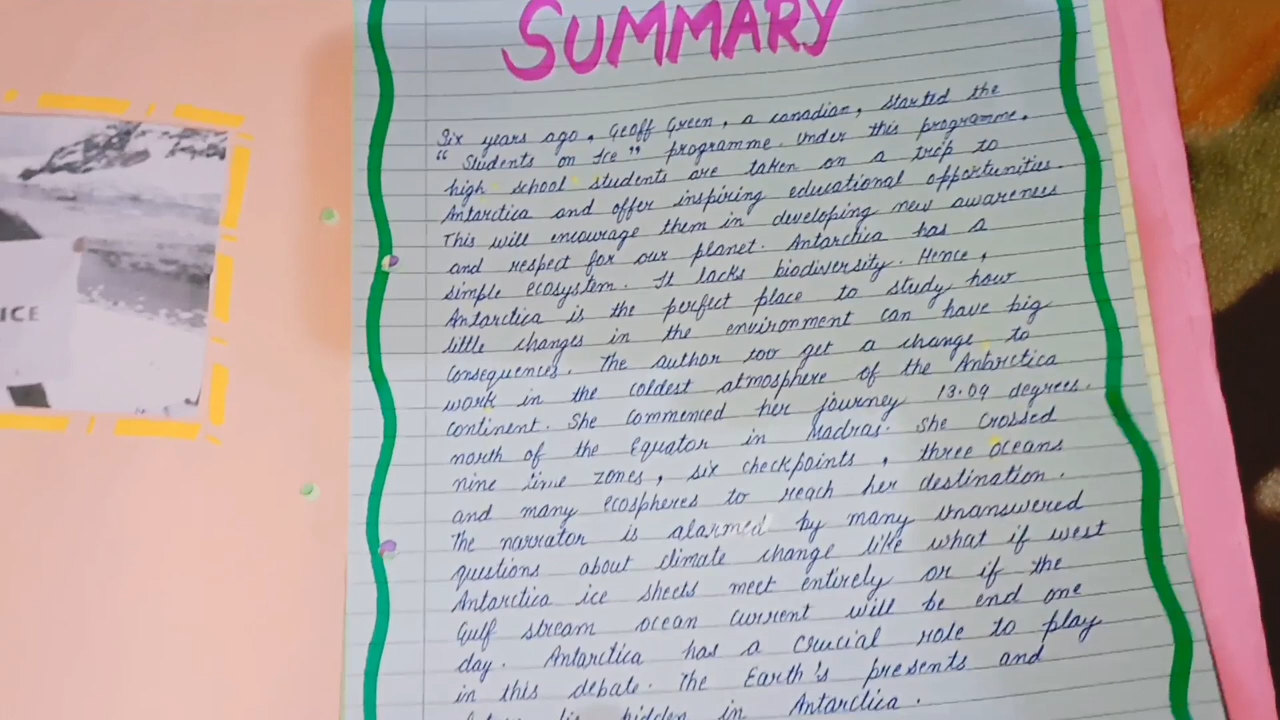 SUMMARY
Six years ago, Geoff Green, a canadian, started the
"Students on Ice" programme. Under this programme,
high school students are taken on a trip to
Antarctica and offer inspiring educational opportunities.
This will encourage them in developing new awareness
and respect for our planet. Antarctica has a
simple ecosystem. It lacks biodiversity. Hence,
Antarctica is the perfect place to study how
little changes in the environment can have big
consequences. The author too get a change to
work in the coldest atmosphere of the Antarctica
continent. She commenced her journey 13.09 degrees
north of the Equator in Madras. She crossed
nine time zones, six checkpoints, three oceans
and many ecospheres to reach her destination.
The narrator is alarmed by many unanswered
questions about climate change like what if west
Antarctica ice sheets meet entirely or if the
Gulf stream ocean current will be end one
day. Antarctica has a crucial role to play
in this debate. The Earth's presents and
hidden in Antarctica.
ICE